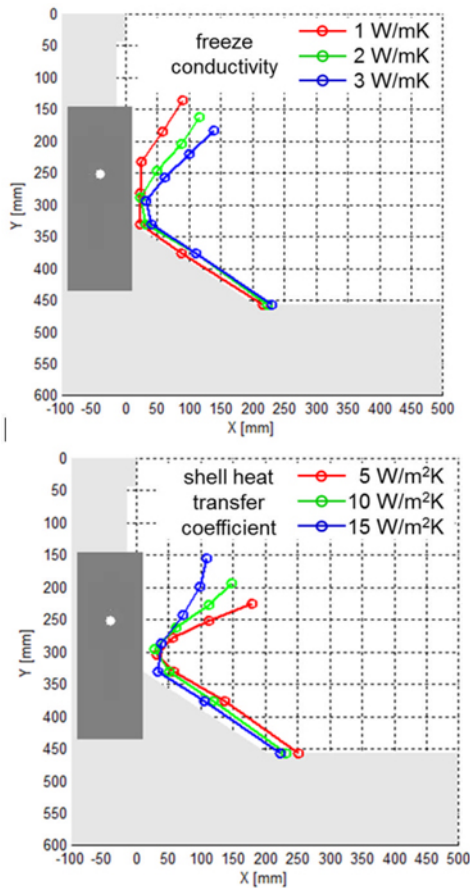 0
50
100
150
200
250
300
350
400
450
500
550
600
Y [mm]
freeze
conductivity
1 W/mK
2 W/mK
3 W/mK
-100 -50 0 50 100 150 200 250 300 350 400 450 500
X [mm]
0
50
100
150
200
250
300
350
400
450
500
550
600
Y [mm]
shell heat
transfer
coefficient
5 W/m²K
10 W/m²K
15 W/m²K
-100 -50 0 50 100 150 200 250 300 350 400 450 500
X [mm]